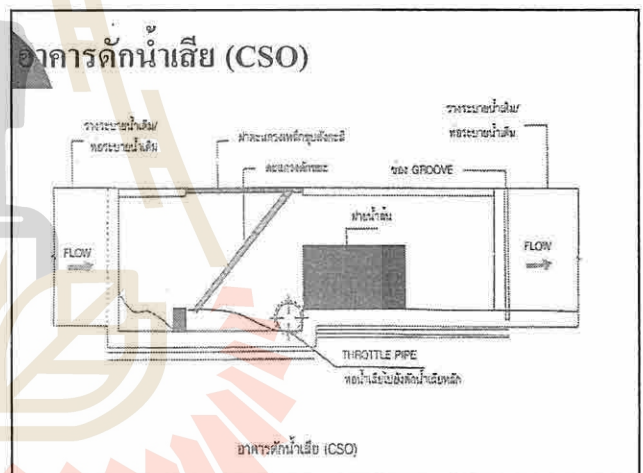 อาคารดักน้ำเสีย (CSO)
รางระบายน้ำเดิม/
ท่อระบายน้ำเดิม
ฝาตะแกรงเหล็กชุบสังกะสี
ตะแกรงดักขยะ
ช่อง GROOVE
รางระบายน้ำเดิม/
ท่อระบายน้ำเดิม
ฝายน้ำล้น
FLOW
FLOW
THROTTLE PIPE
ท่อน้ำเสียไปยังดักน้ำเสียหลัก
อาคารดักน้ำเสีย (CSO)